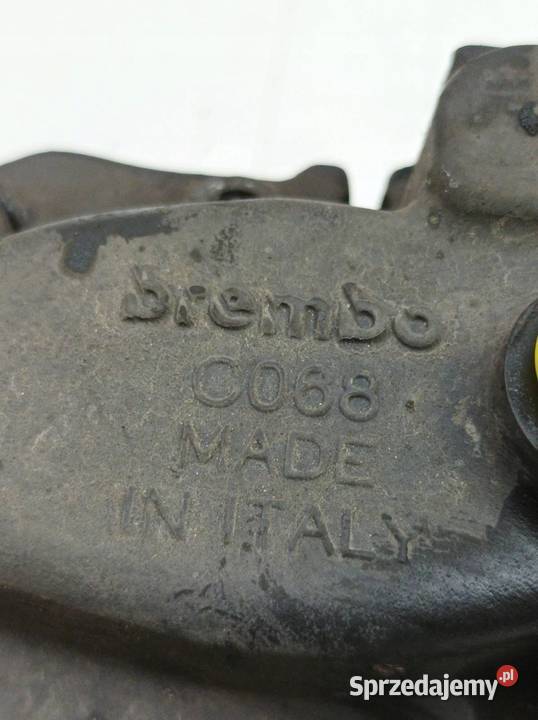 brembo
C068
MADE
IN ITALY
Sprzedajemy.pl